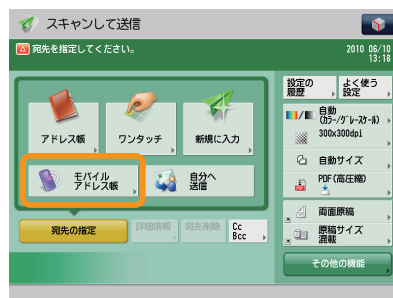 スキャンして送信
宛先を指定してください。
2010 06/10
13:18
設定の
履歴
よく使う
設定
アドレス帳
ワンタッチ
新規に入力
自動
(カラー/グレースケール)
300x300dpi
モバイル
アドレス帳
自分へ
送信
自動サイズ
PDF(高圧縮)
宛先の指定
詳細情報
宛先削除
Cc
Bcc
両面原稿
原稿サイズ
混載
その他の機能